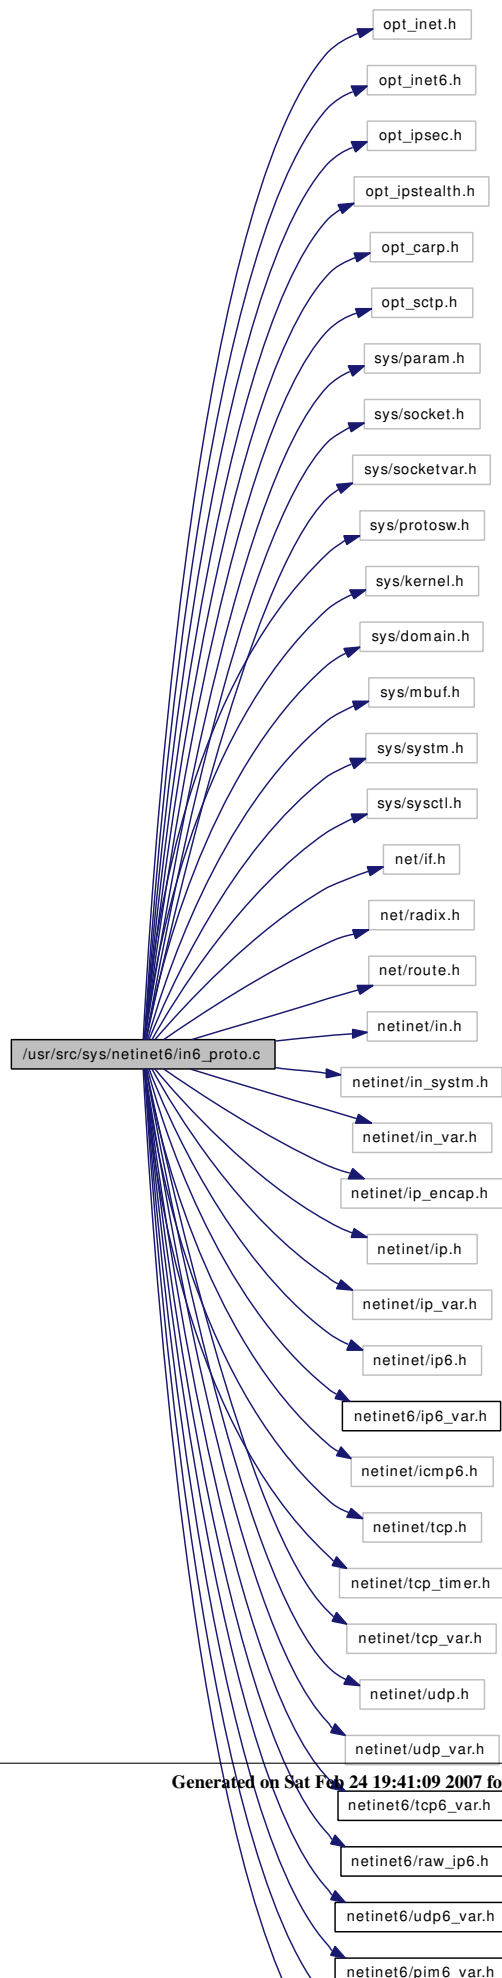 opt_inet.h
opt_inet6.h
opt_ipsec.h
opt_ipstealth.h
opt_carp.h
opt_sctp.h
sys/param.h
sys/socket.h
sys/socketvar.h
sys/protosw.h
sys/kernel.h
sys/domain.h
sys/mbuf.h
sys/systm.h
sys/sysctl.h
net/if.h
net/radix.h
net/route.h
netinet/in.h
/usr/src/sys/netinet6/in6_proto.c
netinet/in_systm.h
netinet/in_var.h
netinet/ip_encap.h
netinet/ip.h
netinet/ip_var.h
netinet/ip6.h
netinet6/ip6_var.h
netinet/icmp6.h
netinet/tcp.h
netinet/tcp_timer.h
netinet/tcp_var.h
netinet/udp.h
netinet/udp_var.h
Generated on Sat Feb 24 19:41:09 2007 fo
netinet6/tcp6_var.h
netinet6/raw_ip6.h
netinet6/udp6_var.h
netinet6/pim6_var.h